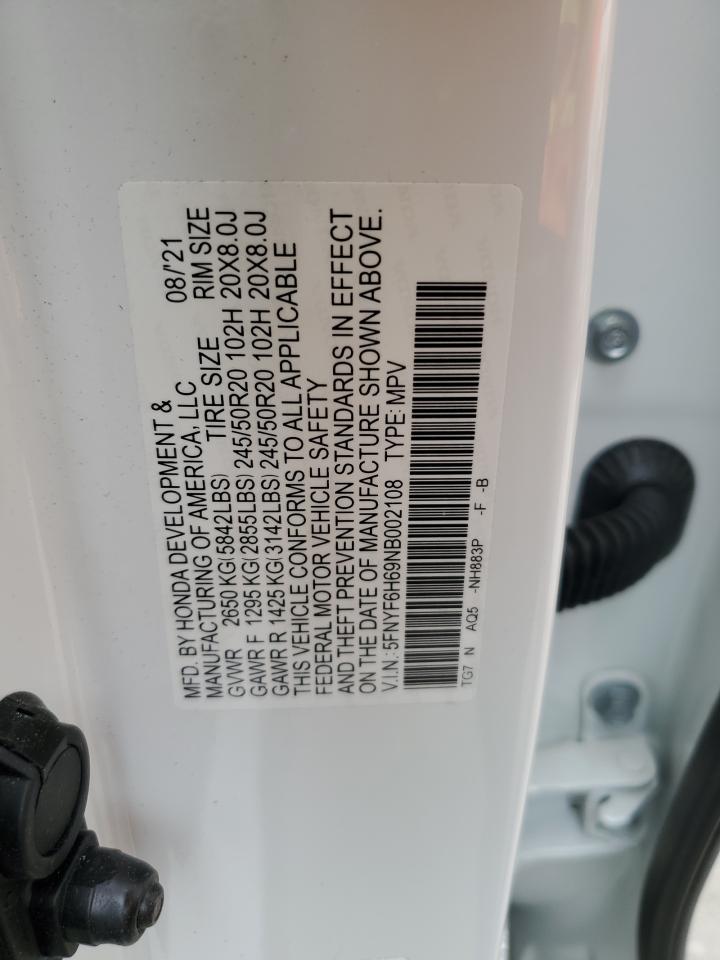 MFD. BY HONDA DEVELOPMENT & 08/'21
MANUFACTURING OF AMERICA, LLC
GVWR 2650 KG(5842LBS) TIRE SIZE RIM SIZE
GAWR F 1295 KG(2855LBS) 245/50R20 102H 20X8.0J
GAWR R 1425 KG(3142LBS) 245/50R20 102H 20X8.0J
THIS VEHICLE CONFORMS TO ALL APPLICABLE
FEDERAL MOTOR VEHICLE SAFETY
AND THEFT PREVENTION STANDARDS IN EFFECT
ON THE DATE OF MANUFACTURE SHOWN ABOVE.
V.I.N.: 5FNYF6H69NB002108 TYPE: MPV
TG7 N AQ5 -NH883P -F -B